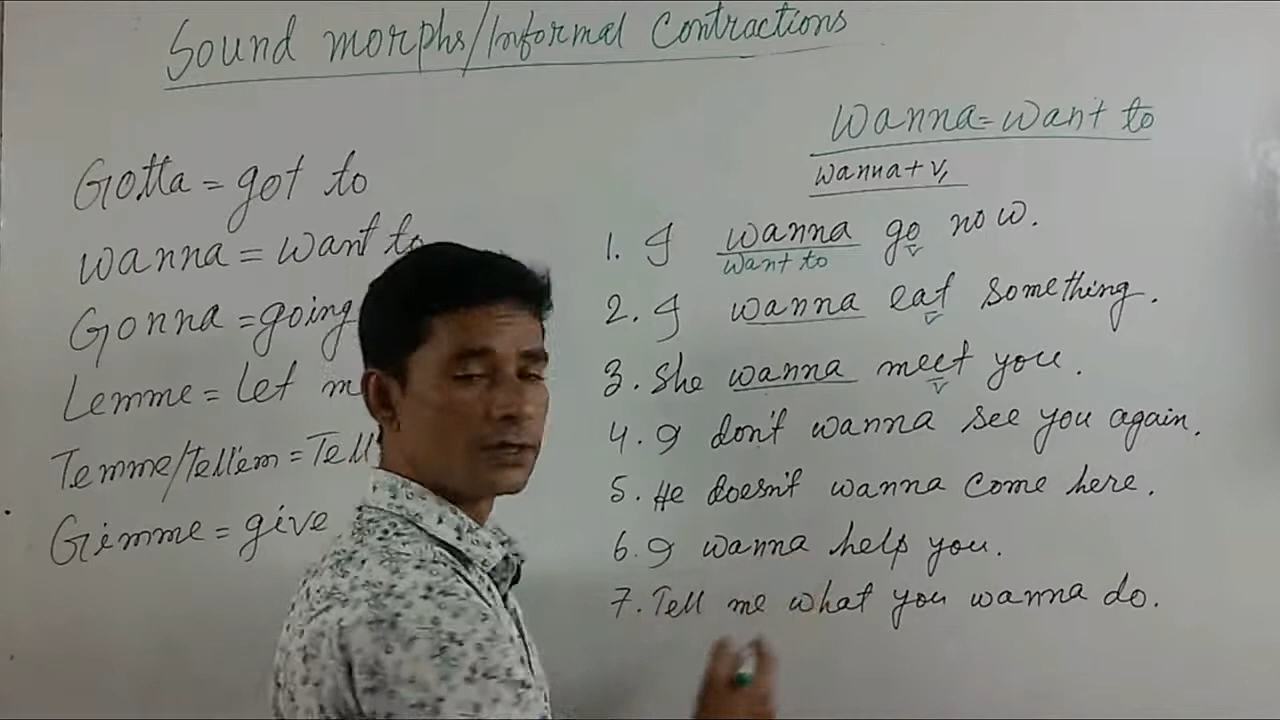 Sound morphs/Informal Contractions
Gotta = got to
wanna = want to
Gonna = going
Lemme = Let m
Temme/tell'em = Tell
Gimme = give
Wanna = want to
wanna + V₁
1. I wanna go now.
want to
2. I wanna eat something.
3. She wanna meet you.
4. I don't wanna see you again.
5. He doesn't wanna come here.
6. I wanna help you.
7. Tell me what you wanna do.